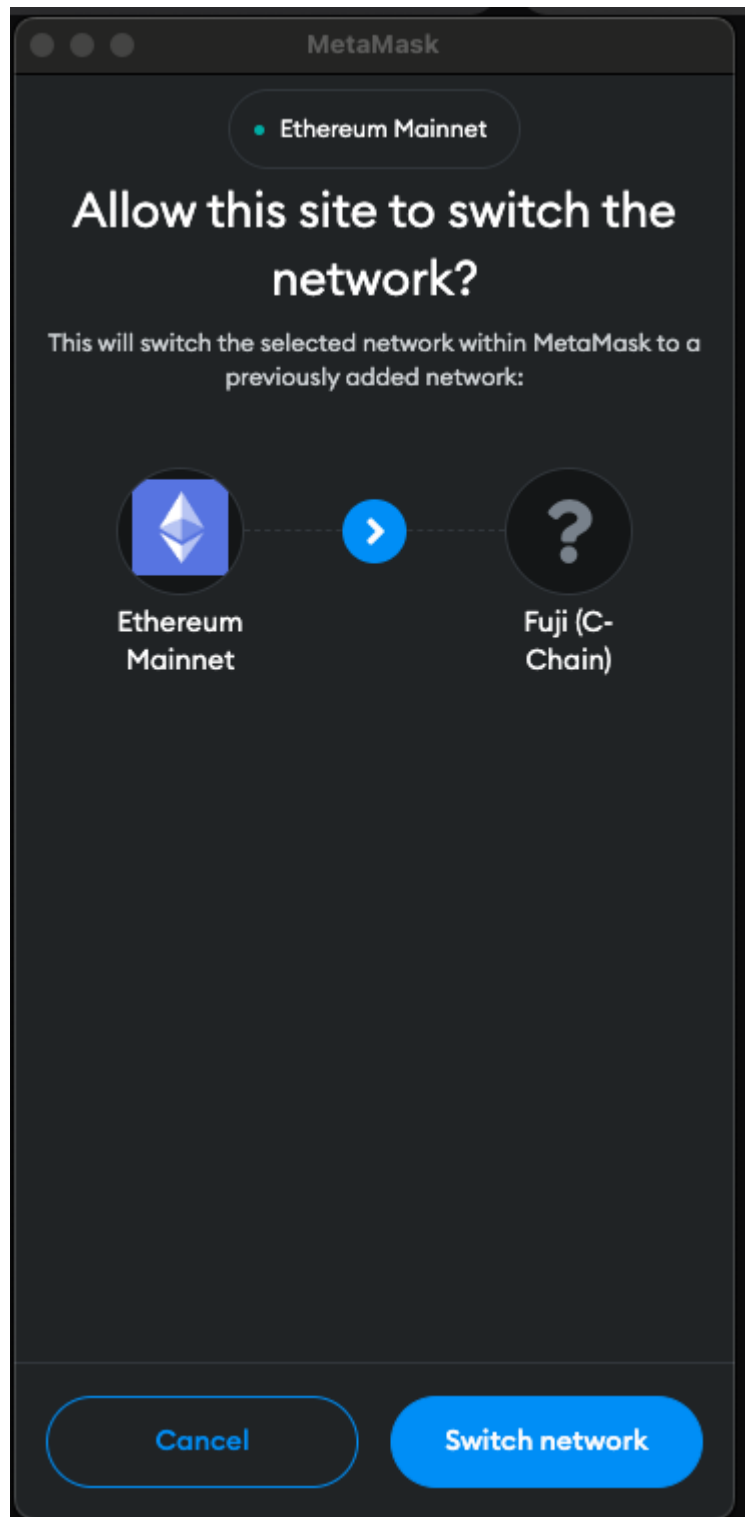 MetaMask
Ethereum Mainnet
Allow this site to switch the
network?
This will switch the selected network within MetaMask to a
previously added network:
?
Ethereum
Mainnet
Fuji (C-
Chain)
Cancel
Switch network